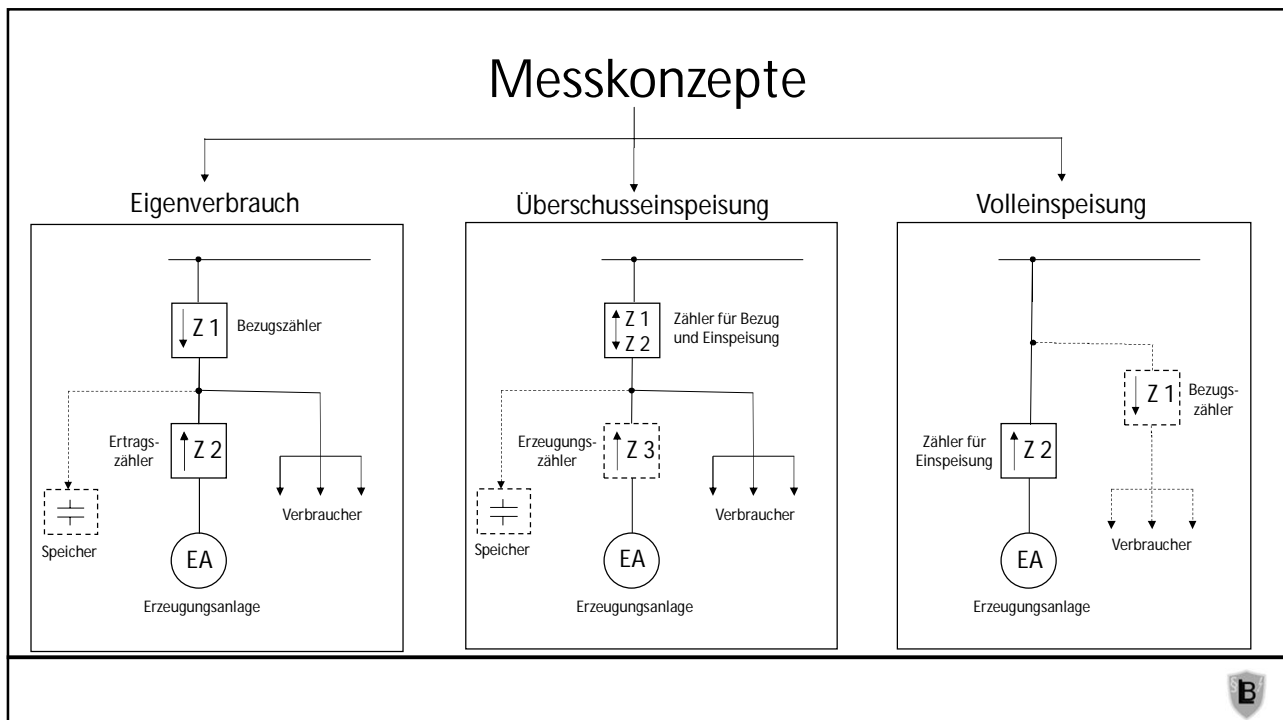 Messkonzepte
Eigenverbrauch
Z 1
Bezugszähler
Ertrags-
zähler
Z 2
Speicher
Verbraucher
EA
Erzeugungsanlage
Überschusseinspeisung
Z 1
Z 2
Zähler für Bezug
und Einspeisung
Erzeugungs-
zähler
Z 3
Speicher
Verbraucher
EA
Erzeugungsanlage
Volleinspeisung
Z 1
Bezugs-
zähler
Zähler für
Einspeisung
Z 2
Verbraucher
EA
Erzeugungsanlage
B